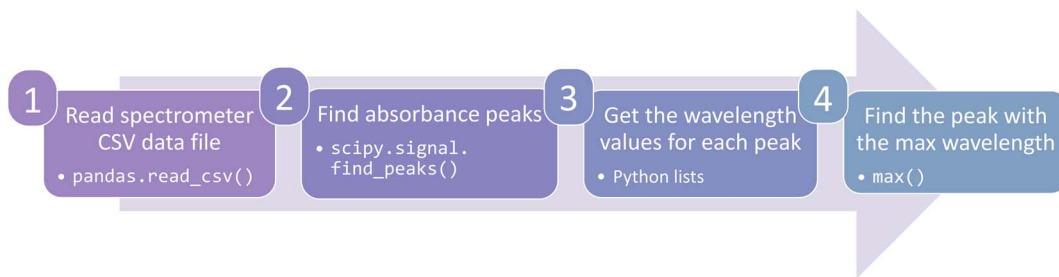 1
Read spectrometer
CSV data file
• pandas.read_csv()
2
Find absorbance peaks
• scipy.signal.
find_peaks()
3
Get the wavelength
values for each peak
• Python lists
4
Find the peak with
the max wavelength
• max()